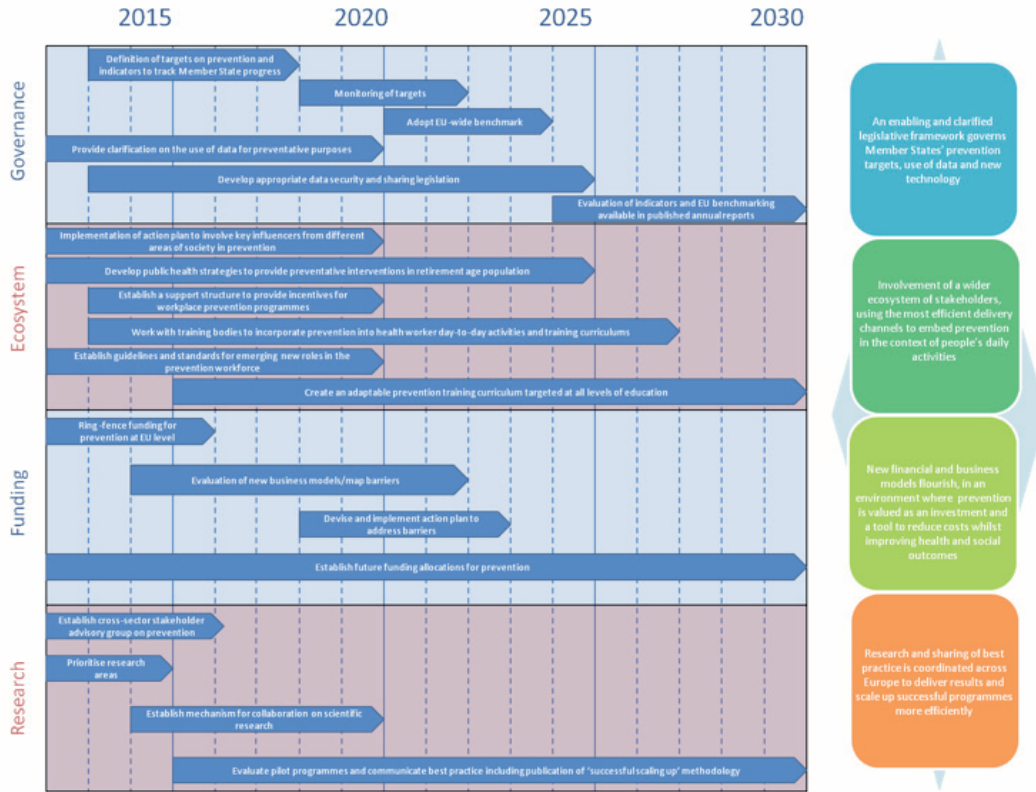 2015 2020 2025 2030
Governance
Definition of targets on prevention and
indicators to track Member State progress
Monitoring of targets
Adopt EU-wide benchmark
Provide clarification on the use of data for preventative purposes
Develop appropriate data security and sharing legislation
Evaluation of indicators and EU benchmarking
available in published annual reports
An enabling and clarified
legislative framework governs
Member States' prevention
targets, use of data and new
technology
Ecosystem
Implementation of action plan to involve key influencers from different
areas of society in prevention
Develop public health strategies to provide preventative interventions in retirement age population
Establish a support structure to provide incentives for
workplace prevention programmes
Work with training bodies to incorporate prevention into health worker day-to-day activities and training curriculums
Establish guidelines and standards for emerging new roles in the
prevention workforce
Create an adaptable prevention training curriculum targeted at all levels of education
Involvement of a wider
ecosystem of stakeholders,
using the most efficient delivery
channels to embed prevention
in the context of people's daily
activities
Funding
Ring -fence funding for
prevention at EU level
Evaluation of new business models/map barriers
Devise and implement action plan to
address barriers
Establish future funding allocations for prevention
New financial and business
models flourish, in an
environment where prevention
is valued as an investment and
a tool to reduce costs whilst
improving health and social
outcomes
Research
Establish cross-sector stakeholder
advisory group on prevention
Prioritise research
areas
Establish mechanism for collaboration on scientific
research
Evaluate pilot programmes and communicate best practice including publication of 'successful scaling up' methodology
Research and sharing of best
practice is coordinated across
Europe to deliver results and
scale up successful programmes
more efficiently